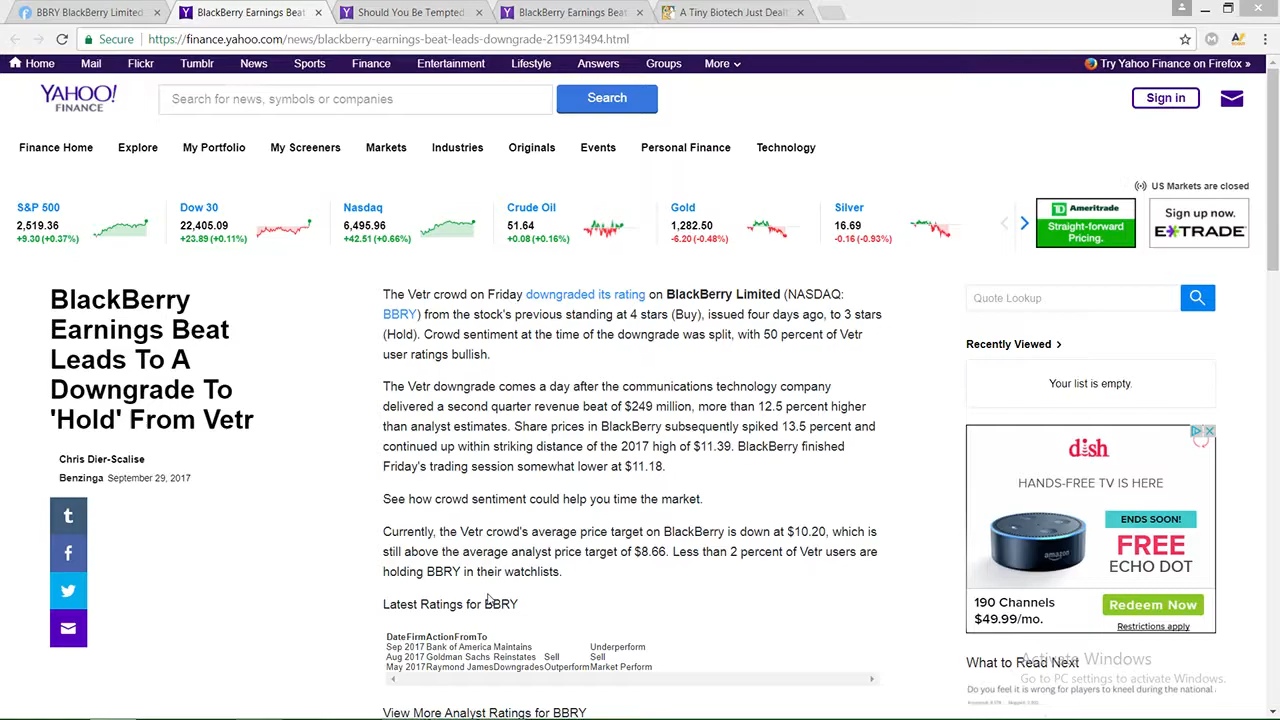 BBRY BlackBerry Limited
BlackBerry Earnings Beat
Should You Be Tempted
BlackBerry Earnings Beat
A Tiny Biotech Just Dealt
Secure https://finance.yahoo.com/news/blackberry-earnings-beat-leads-downgrade-215913494.html
Home Mail Flickr Tumblr News Sports Finance Entertainment Lifestyle Answers Groups More Try Yahoo Finance on Firefox »
YAHOO!
FINANCE
Search for news, symbols or companies
Search
Sign in
Finance Home Explore My Portfolio My Screeners Markets Industries Originals Events Personal Finance Technology
US Markets are closed
S&P 500
2,519.36
+9.30 (+0.37%)
Dow 30
22,405.09
+23.89 (+0.11%)
Nasdaq
6,495.96
+42.51 (+0.66%)
Crude Oil
51.64
+0.08 (+0.16%)
Gold
1,282.50
-6.20 (-0.48%)
Silver
16.69
-0.16 (-0.93%)
Ameritrade
Straight-forward
Pricing.
Sign up now.
E*TRADE
BlackBerry
Earnings Beat
Leads To A
Downgrade To
'Hold' From Vetr
Chris Dier-Scalise
Benzinga September 29, 2017
The Vetr crowd on Friday downgraded its rating on BlackBerry Limited (NASDAQ:
BBRY) from the stock's previous standing at 4 stars (Buy), issued four days ago, to 3 stars
(Hold). Crowd sentiment at the time of the downgrade was split, with 50 percent of Vetr
user ratings bullish.
The Vetr downgrade comes a day after the communications technology company
delivered a second quarter revenue beat of $249 million, more than 12.5 percent higher
than analyst estimates. Share prices in BlackBerry subsequently spiked 13.5 percent and
continued up within striking distance of the 2017 high of $11.39. BlackBerry finished
Friday's trading session somewhat lower at $11.18.
See how crowd sentiment could help you time the market.
Currently, the Vetr crowd's average price target on BlackBerry is down at $10.20, which is
still above the average analyst price target of $8.66. Less than 2 percent of Vetr users are
holding BBRY in their watchlists.
Latest Ratings for BBRY
DateFirmActionFromTo
Sep 2017 Bank of America Maintains Underperform
Aug 2017 Goldman Sachs Reinstates Sell Sell
May 2017 Raymond James Downgrades Outperform Market Perform
View More Analyst Ratings for BBRY
Quote Lookup
Recently Viewed
Your list is empty.
dish
HANDS-FREE TV IS HERE
amazon
ENDS SOON!
FREE
ECHO DOT
190 Channels
$49.99/mo.
Redeem Now
Restrictions apply
What to Read Next
Activate Windows
Go to PC settings to activate Windows.
Do you feel it is wrong for players to kneel during the national